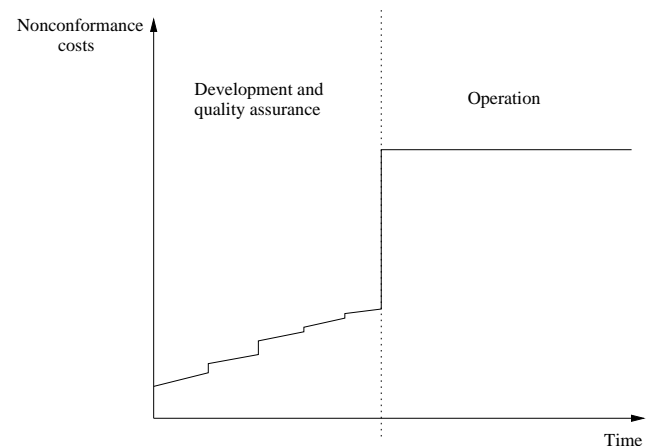 Nonconformance
costs
Development and
quality assurance
Operation
Time